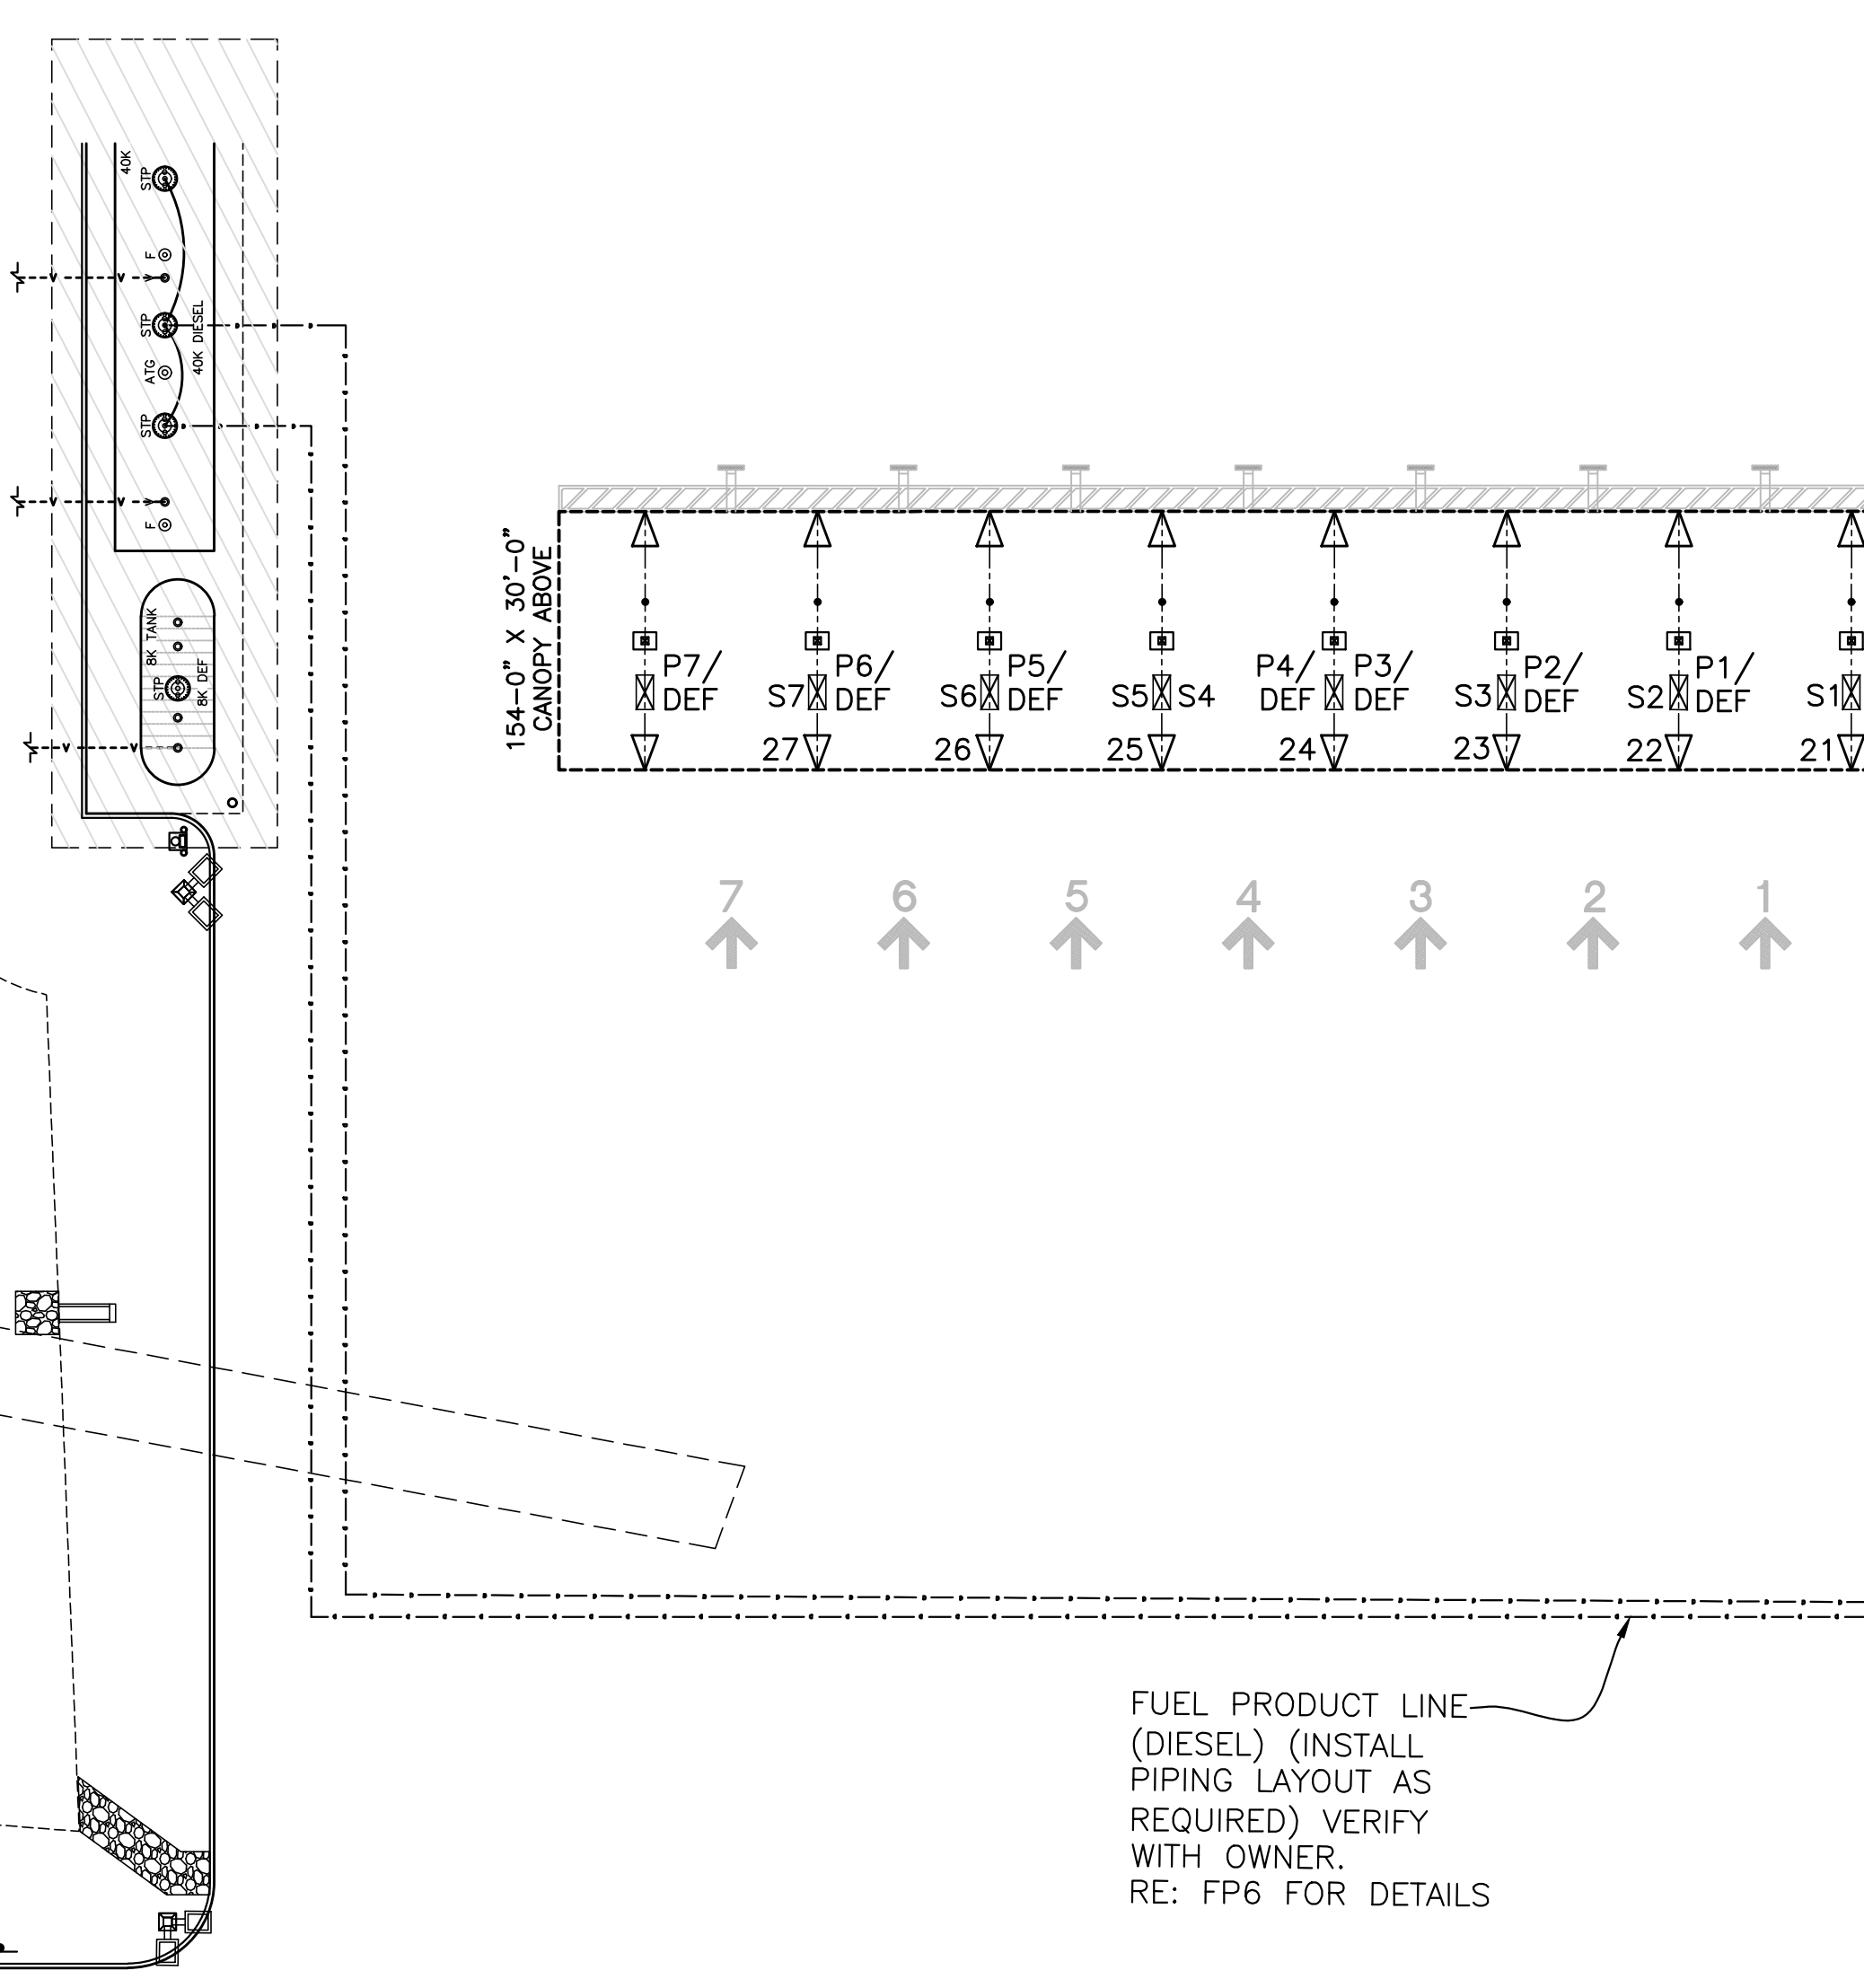 40K
STP
F
V
STP
40K DIESEL
ATG
STP
V
F
8K TANK
STP
8K DEF
154-0" X 30'-0"
CANOPY ABOVE
P7/
DEF
S7
P6/
DEF
27
S6
P5/
DEF
26
S5
S4
25
P4/
DEF
P3/
DEF
24
S3
P2/
DEF
23
S2
P1/
DEF
22
S1
21
7
6
5
4
3
2
1
FUEL PRODUCT LINE
(DIESEL) (INSTALL
PIPING LAYOUT AS
REQUIRED) VERIFY
WITH OWNER.
RE: FP6 FOR DETAILS